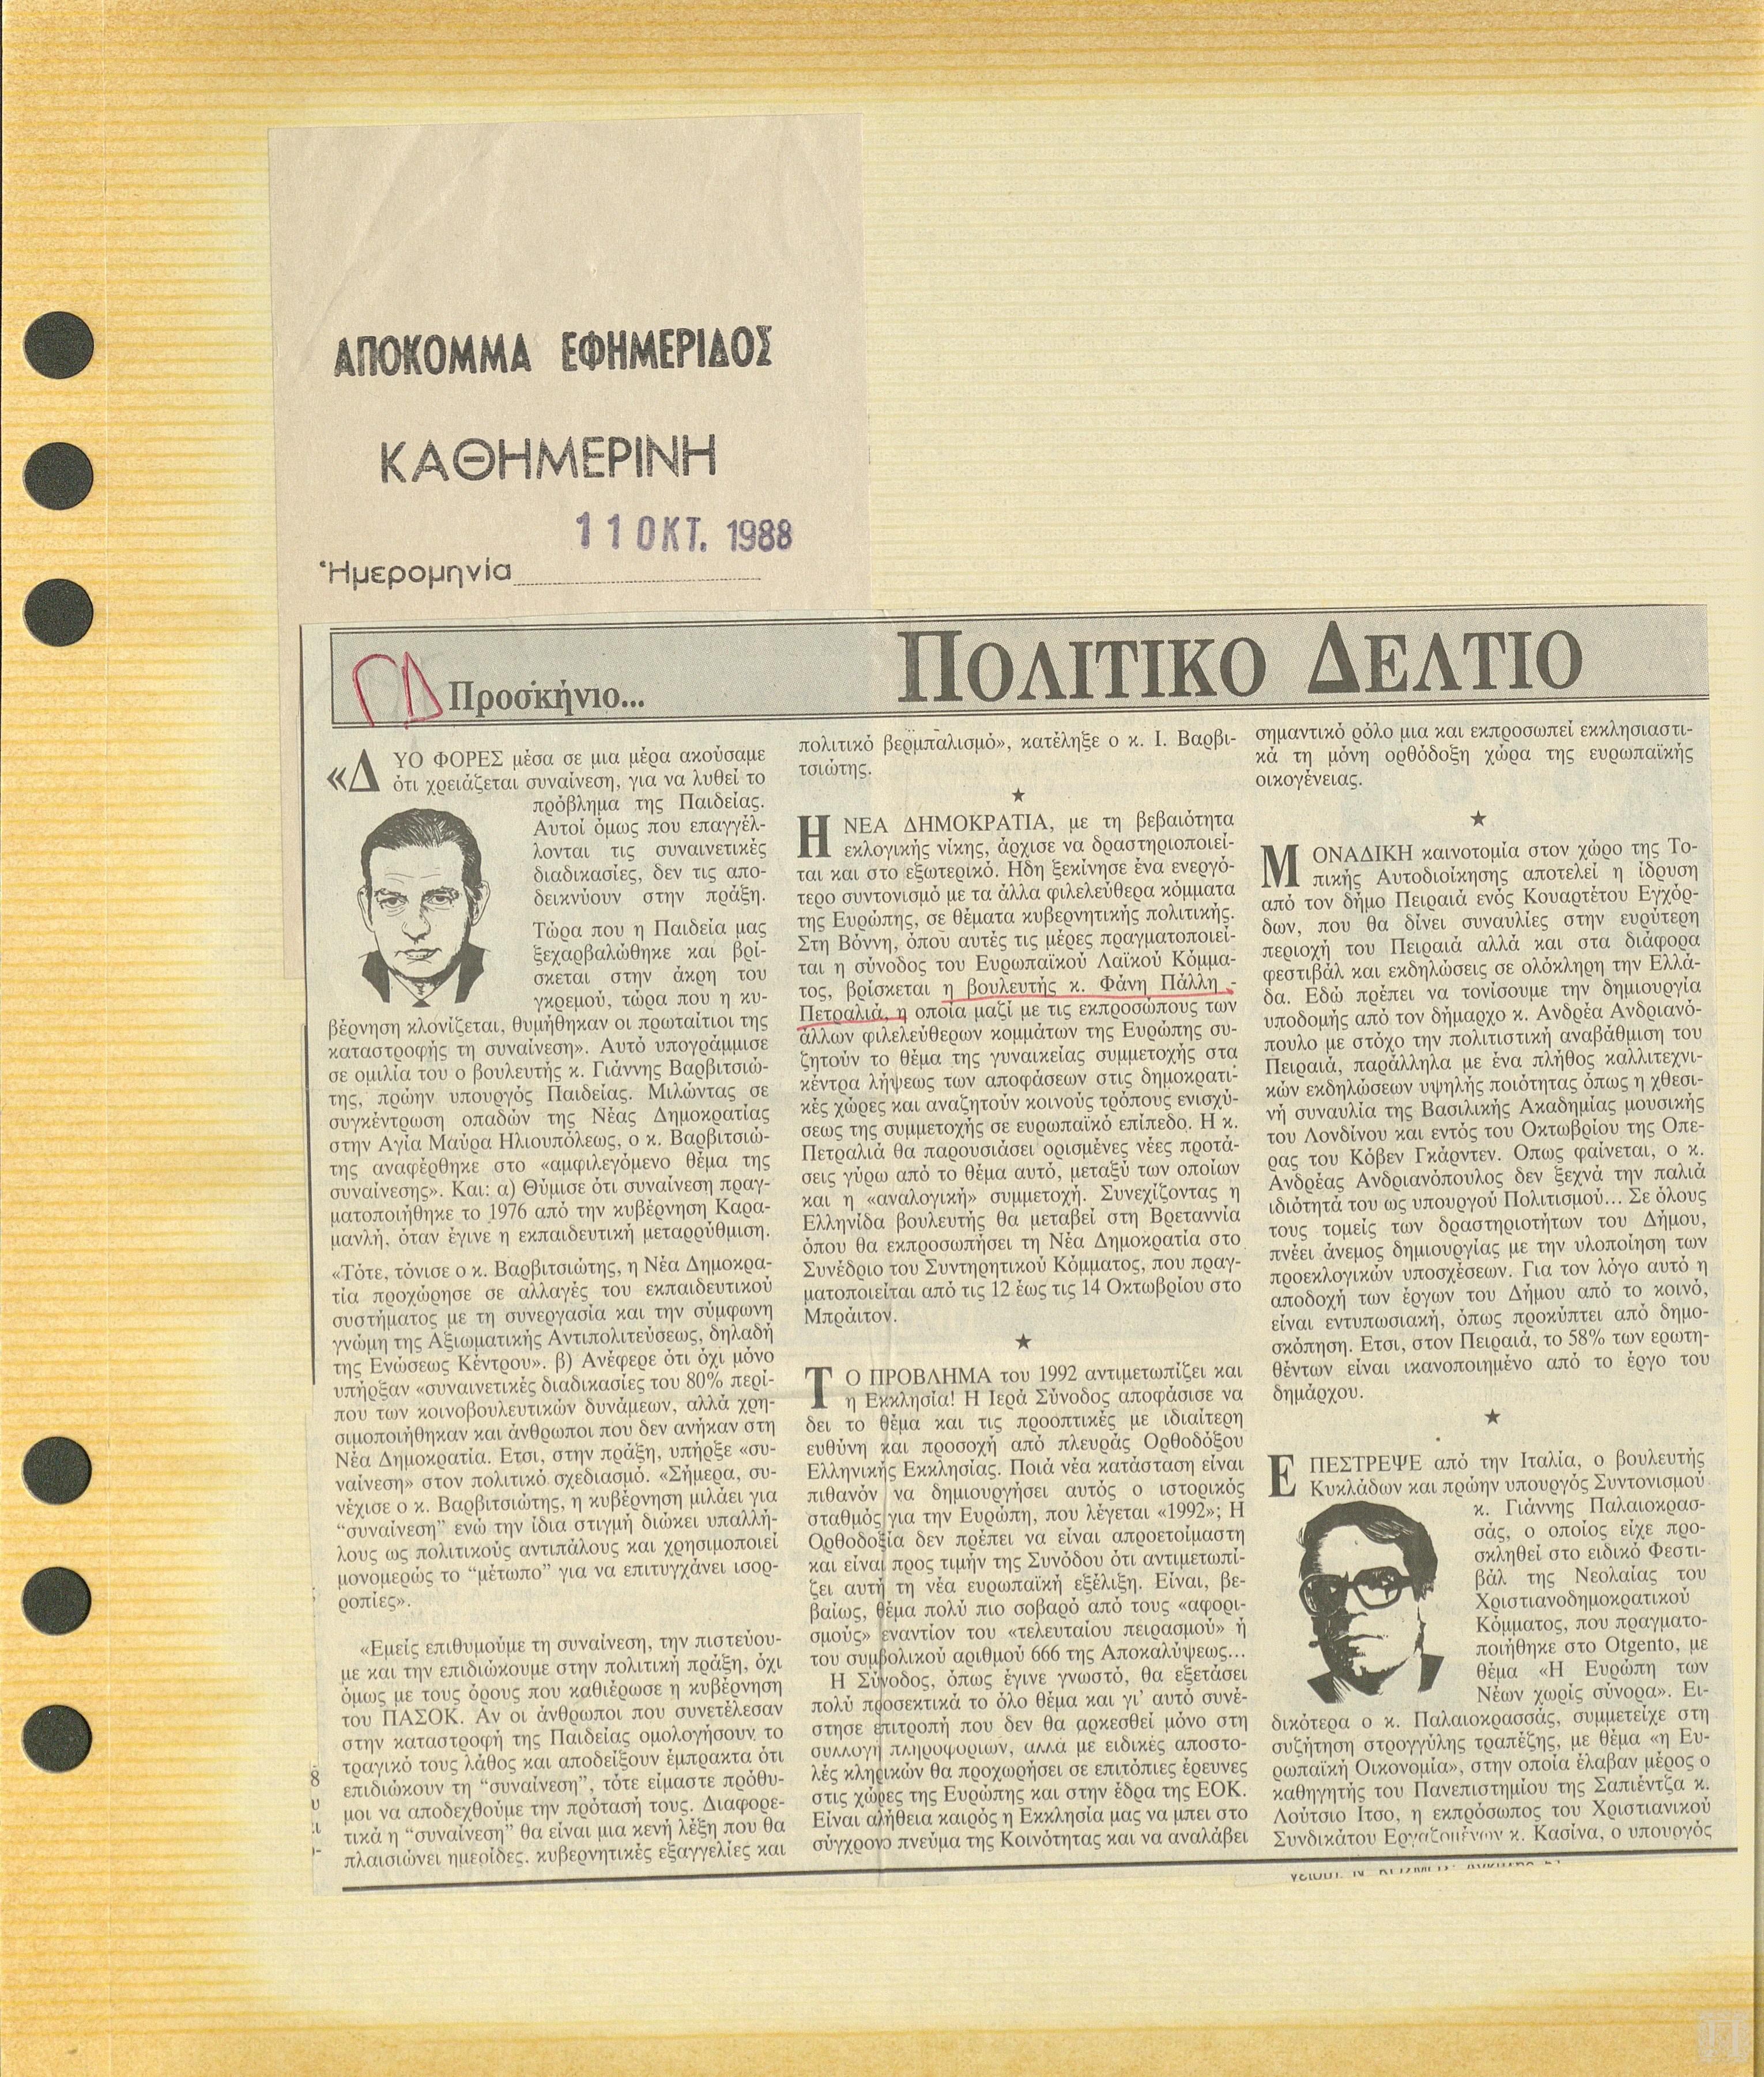 ΑΠΟΚΟΜΜΑ ΕΦΗΜΕΡΙΔΟΣ
ΚΑΘΗΜΕΡΙΝΗ
11 ΟΚΤ. 1988
Ἡμερομηνία
ΓΔ Προσκήνιο...
ΠΟΛΙΤΙΚΟ ΔΕΛΤΙΟ
«ΔΥΟ ΦΟΡΕΣ μέσα σε μια μέρα ακούσαμε
ότι χρειάζεται συναίνεση, για να λυθεί το
πρόβλημα της Παιδείας.
Αυτοί όμως που επαγγέλ-
λονται τις συναινετικές
διαδικασίες, δεν τις απο-
δεικνύουν στην πράξη.
Τώρα που η Παιδεία μας
ξεχαρβαλώθηκε και βρί-
σκεται στην άκρη του
γκρεμού, τώρα που η κυ-
βέρνηση κλονίζεται, θυμήθηκαν οι πρωταίτιοι της
καταστροφής τη συναίνεση». Αυτό υπογράμμισε
σε ομιλία του ο βουλευτής κ. Γιάννης Βαρβιτσιώ-
της, πρώην υπουργός Παιδείας. Μιλώντας σε
συγκέντρωση οπαδών της Νέας Δημοκρατίας
στην Αγία Μαύρα Ηλιουπόλεως, ο κ. Βαρβιτσιώ-
της αναφέρθηκε στο «αμφιλεγόμενο θέμα της
συναίνεσης». Και: α) Θύμισε ότι συναίνεση πραγ-
ματοποιήθηκε το 1976 από την κυβέρνηση Καρα-
μανλή, όταν έγινε η εκπαιδευτική μεταρρύθμιση.
«Τότε, τόνισε ο κ. Βαρβιτσιώτης, η Νέα Δημοκρα-
τία προχώρησε σε αλλαγές του εκπαιδευτικού
συστήματος με τη συνεργασία και την σύμφωνη
γνώμη της Αξιωματικής Αντιπολιτεύσεως, δηλαδή
της Ενώσεως Κέντρου». β) Ανέφερε ότι όχι μόνο
υπήρξαν «συναινετικές διαδικασίες του 80% περί-
που των κοινοβουλευτικών δυνάμεων, αλλά χρη-
σιμοποιήθηκαν και άνθρωποι που δεν ανήκαν στη
Νέα Δημοκρατία. Ετσι, στην πράξη, υπήρξε «συ-
ναίνεση» στον πολιτικό σχεδιασμό. «Σήμερα, συ-
νέχισε ο κ. Βαρβιτσιώτης, η κυβέρνηση μιλάει για
“συναίνεση” ενώ την ίδια στιγμή διώκει υπαλλή-
λους ως πολιτικούς αντιπάλους και χρησιμοποιεί
μονομερώς το “μέτωπο” για να επιτυγχάνει ισορ-
ροπίες».
«Εμείς επιθυμούμε τη συναίνεση, την πιστεύου-
με και την επιδιώκουμε στην πολιτική πράξη, όχι
όμως με τους όρους που καθιέρωσε η κυβέρνηση
του ΠΑΣΟΚ. Αν οι άνθρωποι που συνετέλεσαν
στην καταστροφή της Παιδείας ομολογήσουν το
τραγικό τους λάθος και αποδείξουν έμπρακτα ότι
επιδιώκουν τη “συναίνεση”, τότε είμαστε πρόθυ-
μοι να αποδεχθούμε την πρότασή τους. Διαφορε-
τικά η “συναίνεση” θα είναι μια κενή λέξη που θα
πλαισιώνει ημερίδες, κυβερνητικές εξαγγελίες και
πολιτικό βερμπαλισμό», κατέληξε ο κ. Ι. Βαρβι-
τσιώτης.
★
Η ΝΕΑ ΔΗΜΟΚΡΑΤΙΑ, με τη βεβαιότητα
εκλογικής νίκης, άρχισε να δραστηριοποιεί-
ται και στο εξωτερικό. Ηδη ξεκίνησε ένα ενεργό-
τερο συντονισμό με τα άλλα φιλελεύθερα κόμματα
της Ευρώπης, σε θέματα κυβερνητικής πολιτικής.
Στη Βόννη, όπου αυτές τις μέρες πραγματοποιεί-
ται η σύνοδος του Ευρωπαϊκού Λαϊκού Κόμμα-
τος, βρίσκεται η βουλευτής κ. Φάνη Πάλλη -
Πετραλιά, η οποία μαζί με τις εκπροσώπους των
άλλων φιλελεύθερων κομμάτων της Ευρώπης συ-
ζητούν το θέμα της γυναικείας συμμετοχής στα
κέντρα λήψεως των αποφάσεων στις δημοκρατι-
κές χώρες και αναζητούν κοινούς τρόπους ενισχύ-
σεως της συμμετοχής σε ευρωπαϊκό επίπεδο. Η κ.
Πετραλιά θα παρουσιάσει ορισμένες νέες προτά-
σεις γύρω από το θέμα αυτό, μεταξύ των οποίων
και η «αναλογική» συμμετοχή. Συνεχίζοντας η
Ελληνίδα βουλευτής θα μεταβεί στη Βρεταννία
όπου θα εκπροσωπήσει τη Νέα Δημοκρατία στο
Συνέδριο του Συντηρητικού Κόμματος, που πραγ-
ματοποιείται από τις 12 έως τις 14 Οκτωβρίου στο
Μπράιτον.
★
ΤΟ ΠΡΟΒΛΗΜΑ του 1992 αντιμετωπίζει και
η Εκκλησία! Η Ιερά Σύνοδος αποφάσισε να
δει το θέμα και τις προοπτικές με ιδιαίτερη
ευθύνη και προσοχή από πλευράς Ορθοδόξου
Ελληνικής Εκκλησίας. Ποιά νέα κατάσταση είναι
πιθανόν να δημιουργήσει αυτός ο ιστορικός
σταθμός για την Ευρώπη, που λέγεται «1992»; Η
Ορθοδοξία δεν πρέπει να είναι απροετοίμαστη
και είναι προς τιμήν της Συνόδου ότι αντιμετωπί-
ζει αυτή τη νέα ευρωπαϊκή εξέλιξη. Είναι, βε-
βαίως, θέμα πολύ πιο σοβαρό από τους «αφορι-
σμούς» εναντίον του «τελευταίου πειρασμού» ή
του συμβολικού αριθμού 666 της Αποκαλύψεως...
Η Σύνοδος, όπως έγινε γνωστό, θα εξετάσει
πολύ προσεκτικά το όλο θέμα και γι’ αυτό συνέ-
στησε επιτροπή που δεν θα αρκεσθεί μόνο στη
συλλογή πληροφοριών, αλλά με ειδικές αποστο-
λές κληρικών θα προχωρήσει σε επιτόπιες έρευνες
στις χώρες της Ευρώπης και στην έδρα της ΕΟΚ.
Είναι αλήθεια καιρός η Εκκλησία μας να μπει στο
σύγχρονο πνεύμα της Κοινότητας και να αναλάβει
σημαντικό ρόλο μια και εκπροσωπεί εκκλησιαστι-
κά τη μόνη ορθόδοξη χώρα της ευρωπαϊκής
οικογένειας.
★
ΜΟΝΑΔΙΚΗ καινοτομία στον χώρο της Το-
πικής Αυτοδιοίκησης αποτελεί η ίδρυση
από τον δήμο Πειραιά ενός Κουαρτέτου Εγχόρ-
δων, που θα δίνει συναυλίες στην ευρύτερη
περιοχή του Πειραιά αλλά και στα διάφορα
φεστιβάλ και εκδηλώσεις σε ολόκληρη την Ελλά-
δα. Εδώ πρέπει να τονίσουμε την δημιουργία
υποδομής από τον δήμαρχο κ. Ανδρέα Ανδριανό-
πουλο με στόχο την πολιτιστική αναβάθμιση του
Πειραιά, παράλληλα με ένα πλήθος καλλιτεχνι-
κών εκδηλώσεων υψηλής ποιότητας όπως η χθεσι-
νή συναυλία της Βασιλικής Ακαδημίας μουσικής
του Λονδίνου και εντός του Οκτωβρίου της Οπε-
ρας του Κόβεν Γκάρντεν. Οπως φαίνεται, ο κ.
Ανδρέας Ανδριανόπουλος δεν ξεχνά την παλιά
ιδιότητά του ως υπουργού Πολιτισμού... Σε όλους
τους τομείς των δραστηριοτήτων του Δήμου,
πνέει άνεμος δημιουργίας με την υλοποίηση των
προεκλογικών υποσχέσεων. Για τον λόγο αυτό η
αποδοχή των έργων του Δήμου από το κοινό,
είναι εντυπωσιακή, όπως προκύπτει από δημο-
σκόπηση. Ετσι, στον Πειραιά, το 58% των ερωτη-
θέντων είναι ικανοποιημένο από το έργο του
δημάρχου.
★
ΕΠΕΣΤΡΕΨΕ από την Ιταλία, ο βουλευτής
Κυκλάδων και πρώην υπουργός Συντονισμού
κ. Γιάννης Παλαιοκρασ-
σάς, ο οποίος είχε προ-
σκληθεί στο ειδικό Φεστι-
βάλ της Νεολαίας του
Χριστιανοδημοκρατικού
Κόμματος, που πραγματο-
ποιήθηκε στο Otgento, με
θέμα «Η Ευρώπη των
Νέων χωρίς σύνορα». Ει-
δικότερα ο κ. Παλαιοκρασσάς, συμμετείχε στη
συζήτηση στρογγύλης τραπέζης, με θέμα «η Ευ-
ρωπαϊκή Οικονομία», στην οποία έλαβαν μέρος ο
καθηγητής του Πανεπιστημίου της Σαπιέντζα κ.
Λούτσιο Ιτσο, η εκπρόσωπος του Χριστιανικού
Συνδικάτου Εργαζομένων κ. Κασίνα, ο υπουργός